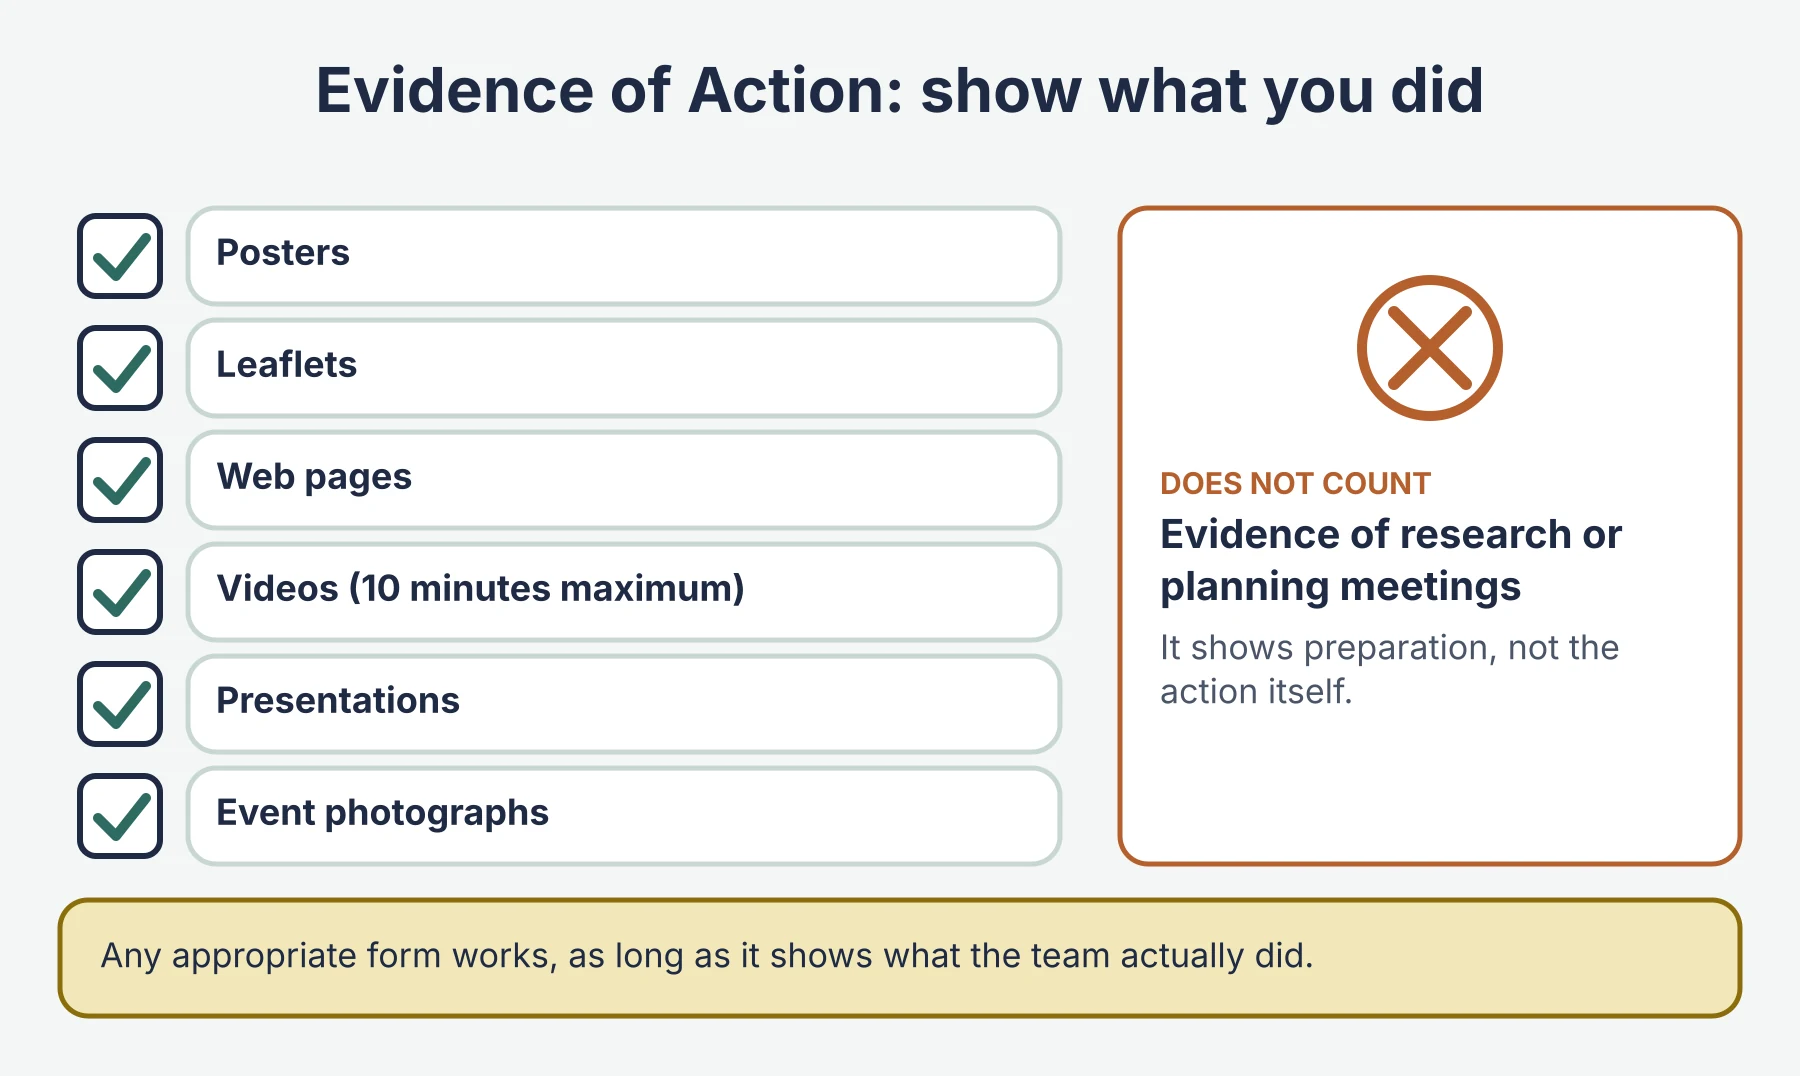 Evidence of Action: show what you did
Posters
Leaflets
Web pages
Videos (10 minutes maximum)
Presentations
Event photographs
DOES NOT COUNT
Evidence of research or
planning meetings
It shows preparation, not the
action itself.
Any appropriate form works, as long as it shows what the team actually did.